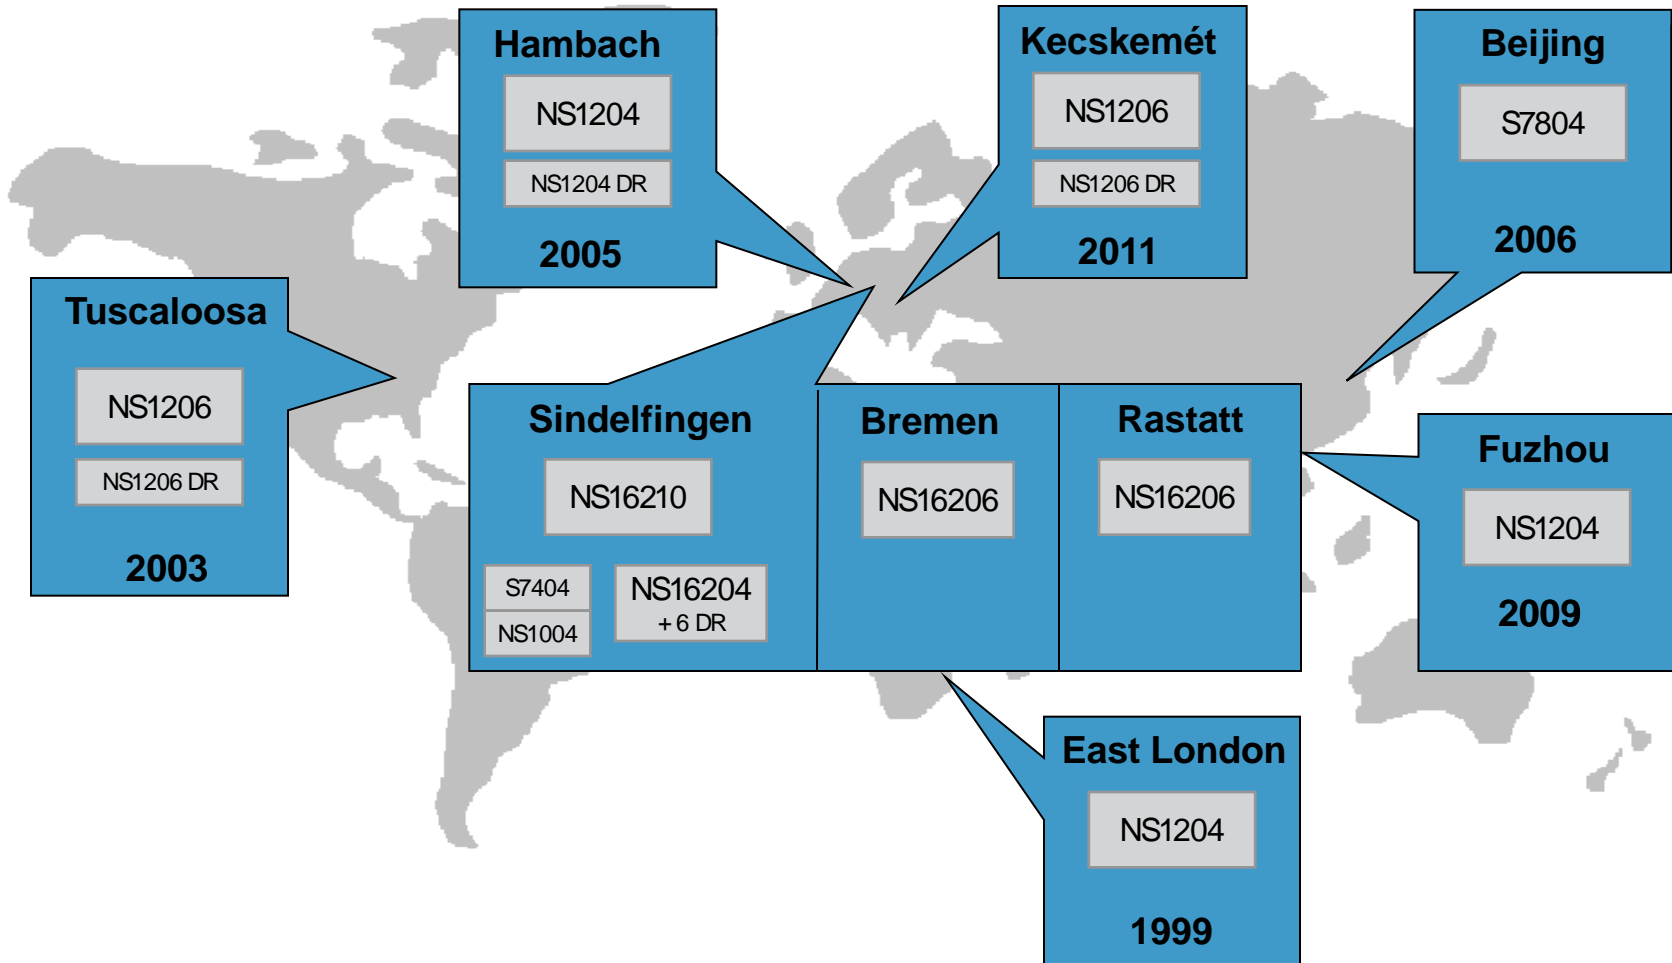 Hambach
NS1204
NS1204 DR
2005
Kecskemét
NS1206
NS1206 DR
2011
Beijing
S7804
2006
Tuscaloosa
NS1206
NS1206 DR
2003
Sindelfingen
NS16210
S7404
NS1004
NS16204
+ 6 DR
Bremen
NS16206
Rastatt
NS16206
Fuzhou
NS1204
2009
East London
NS1204
1999